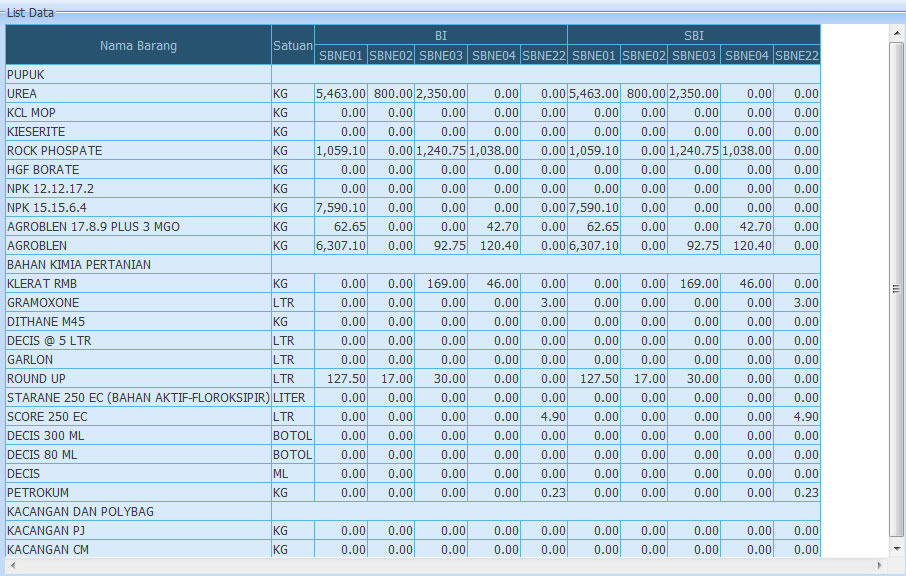 List Data
Nama Barang Satuan BI SBI
SBNE01 SBNE02 SBNE03 SBNE04 SBNE22 SBNE01 SBNE02 SBNE03 SBNE04 SBNE22
PUPUK
UREA KG 5,463.00 800.00 2,350.00 0.00 0.00 5,463.00 800.00 2,350.00 0.00 0.00
KCL MOP KG 0.00 0.00 0.00 0.00 0.00 0.00 0.00 0.00 0.00 0.00
KIESERITE KG 0.00 0.00 0.00 0.00 0.00 0.00 0.00 0.00 0.00 0.00
ROCK PHOSPATE KG 1,059.10 0.00 1,240.75 1,038.00 0.00 1,059.10 0.00 1,240.75 1,038.00 0.00
HGF BORATE KG 0.00 0.00 0.00 0.00 0.00 0.00 0.00 0.00 0.00 0.00
NPK 12.12.17.2 KG 0.00 0.00 0.00 0.00 0.00 0.00 0.00 0.00 0.00 0.00
NPK 15.15.6.4 KG 7,590.10 0.00 0.00 0.00 0.00 7,590.10 0.00 0.00 0.00 0.00
AGROBLEN 17.8.9 PLUS 3 MGO KG 62.65 0.00 0.00 42.70 0.00 62.65 0.00 0.00 42.70 0.00
AGROBLEN KG 6,307.10 0.00 92.75 120.40 0.00 6,307.10 0.00 92.75 120.40 0.00
BAHAN KIMIA PERTANIAN
KLERAT RMB KG 0.00 0.00 169.00 46.00 0.00 0.00 0.00 169.00 46.00 0.00
GRAMOXONE LTR 0.00 0.00 0.00 0.00 3.00 0.00 0.00 0.00 0.00 3.00
DITHANE M45 KG 0.00 0.00 0.00 0.00 0.00 0.00 0.00 0.00 0.00 0.00
DECIS @ 5 LTR LTR 0.00 0.00 0.00 0.00 0.00 0.00 0.00 0.00 0.00 0.00
GARLON LTR 0.00 0.00 0.00 0.00 0.00 0.00 0.00 0.00 0.00 0.00
ROUND UP LTR 127.50 17.00 30.00 0.00 0.00 127.50 17.00 30.00 0.00 0.00
STARANE 250 EC (BAHAN AKTIF-FLOROKSIPIR) LITER 0.00 0.00 0.00 0.00 0.00 0.00 0.00 0.00 0.00 0.00
SCORE 250 EC LTR 0.00 0.00 0.00 0.00 4.90 0.00 0.00 0.00 0.00 4.90
DECIS 300 ML BOTOL 0.00 0.00 0.00 0.00 0.00 0.00 0.00 0.00 0.00 0.00
DECIS 80 ML BOTOL 0.00 0.00 0.00 0.00 0.00 0.00 0.00 0.00 0.00 0.00
DECIS ML 0.00 0.00 0.00 0.00 0.00 0.00 0.00 0.00 0.00 0.00
PETROKUM KG 0.00 0.00 0.00 0.00 0.23 0.00 0.00 0.00 0.00 0.23
KACANGAN DAN POLYBAG
KACANGAN PJ KG 0.00 0.00 0.00 0.00 0.00 0.00 0.00 0.00 0.00 0.00
KACANGAN CM KG 0.00 0.00 0.00 0.00 0.00 0.00 0.00 0.00 0.00 0.00